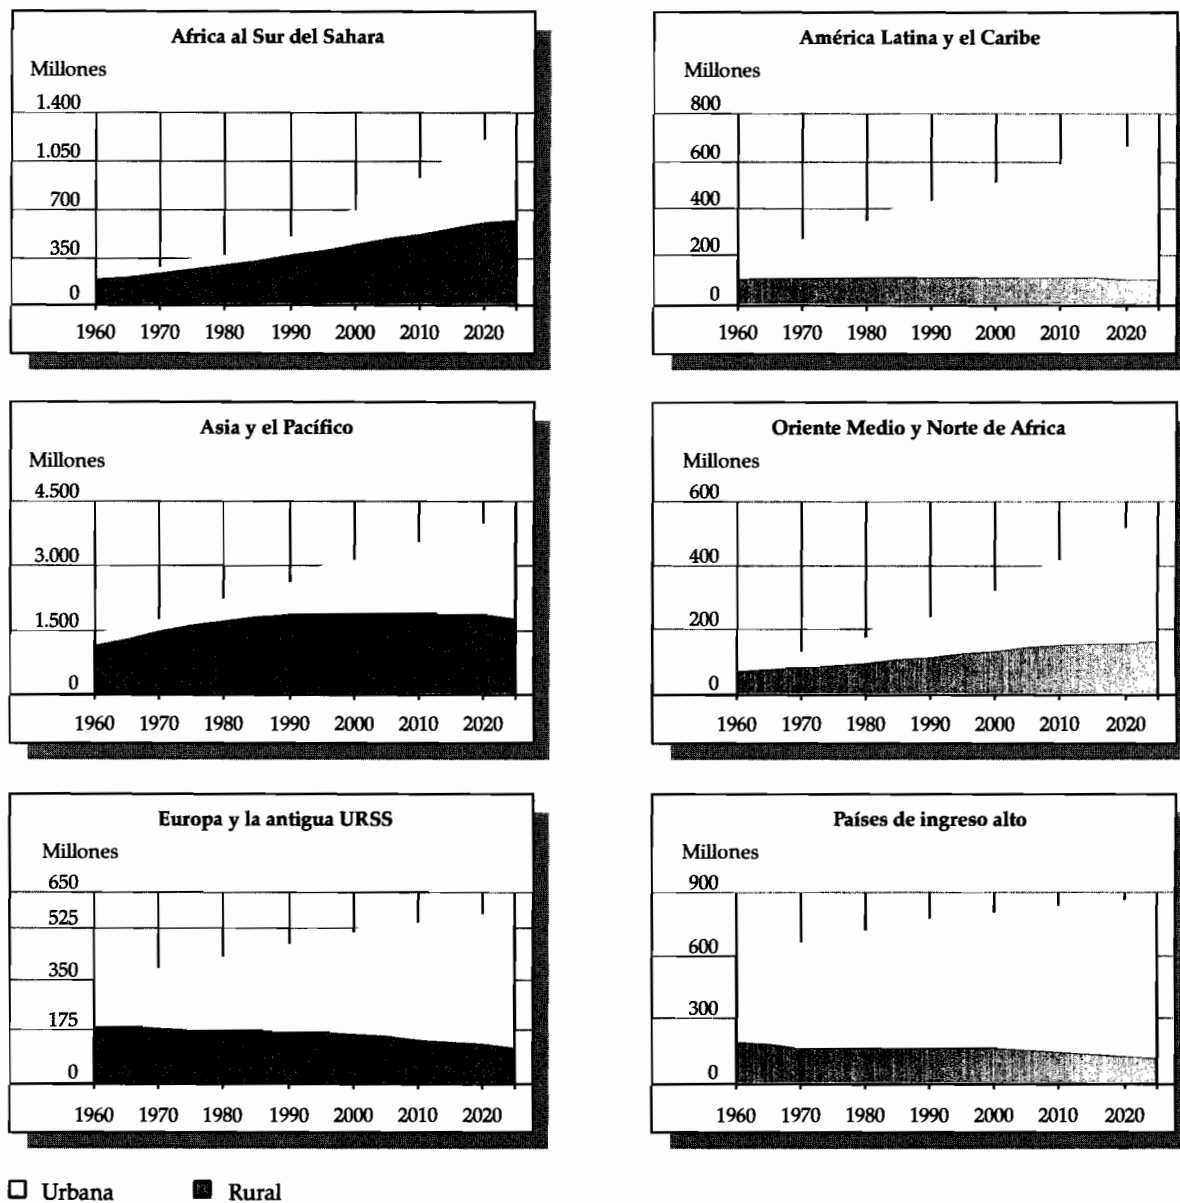 Africa al Sur del Sahara
Millones
1.400
1.050
700
350
0
1960 1970 1980 1990 2000 2010 2020
América Latina y el Caribe
Millones
800
600
400
200
0
1960 1970 1980 1990 2000 2010 2020
Asia y el Pacífico
Millones
4.500
3.000
1.500
0
1960 1970 1980 1990 2000 2010 2020
Oriente Medio y Norte de Africa
Millones
600
400
200
0
1960 1970 1980 1990 2000 2010 2020
Europa y la antigua URSS
Millones
650
525
350
175
0
1960 1970 1980 1990 2000 2010 2020
Países de ingreso alto
Millones
900
600
300
0
1960 1970 1980 1990 2000 2010 2020
Urbana Rural